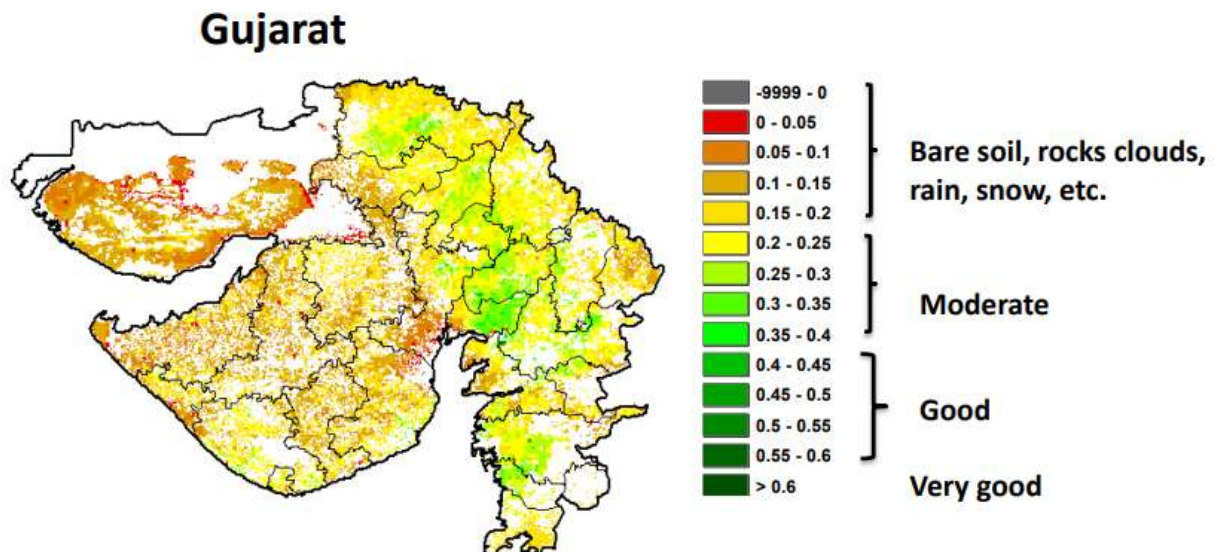 Gujarat
-9999 - 0
0 - 0.05
0.05 - 0.1
0.1 - 0.15
0.15 - 0.2
0.2 - 0.25
0.25 - 0.3
0.3 - 0.35
0.35 - 0.4
0.4 - 0.45
0.45 - 0.5
0.5 - 0.55
0.55 - 0.6
> 0.6
Bare soil, rocks clouds,
rain, snow, etc.
Moderate
Good
Very good